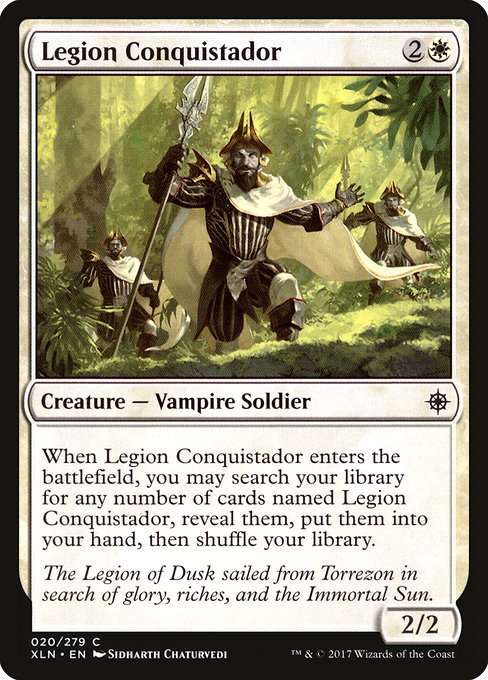 Legion Conquistador 2
Creature — Vampire Soldier
When Legion Conquistador enters the
battlefield, you may search your library
for any number of cards named Legion
Conquistador, reveal them, put them into
your hand, then shuffle your library.
The Legion of Dusk sailed from Torrezon in
search of glory, riches, and the Immortal Sun.
2/2
020/279 C
XLN • EN Sidharth Chaturvedi
™ & © 2017 Wizards of the Coast